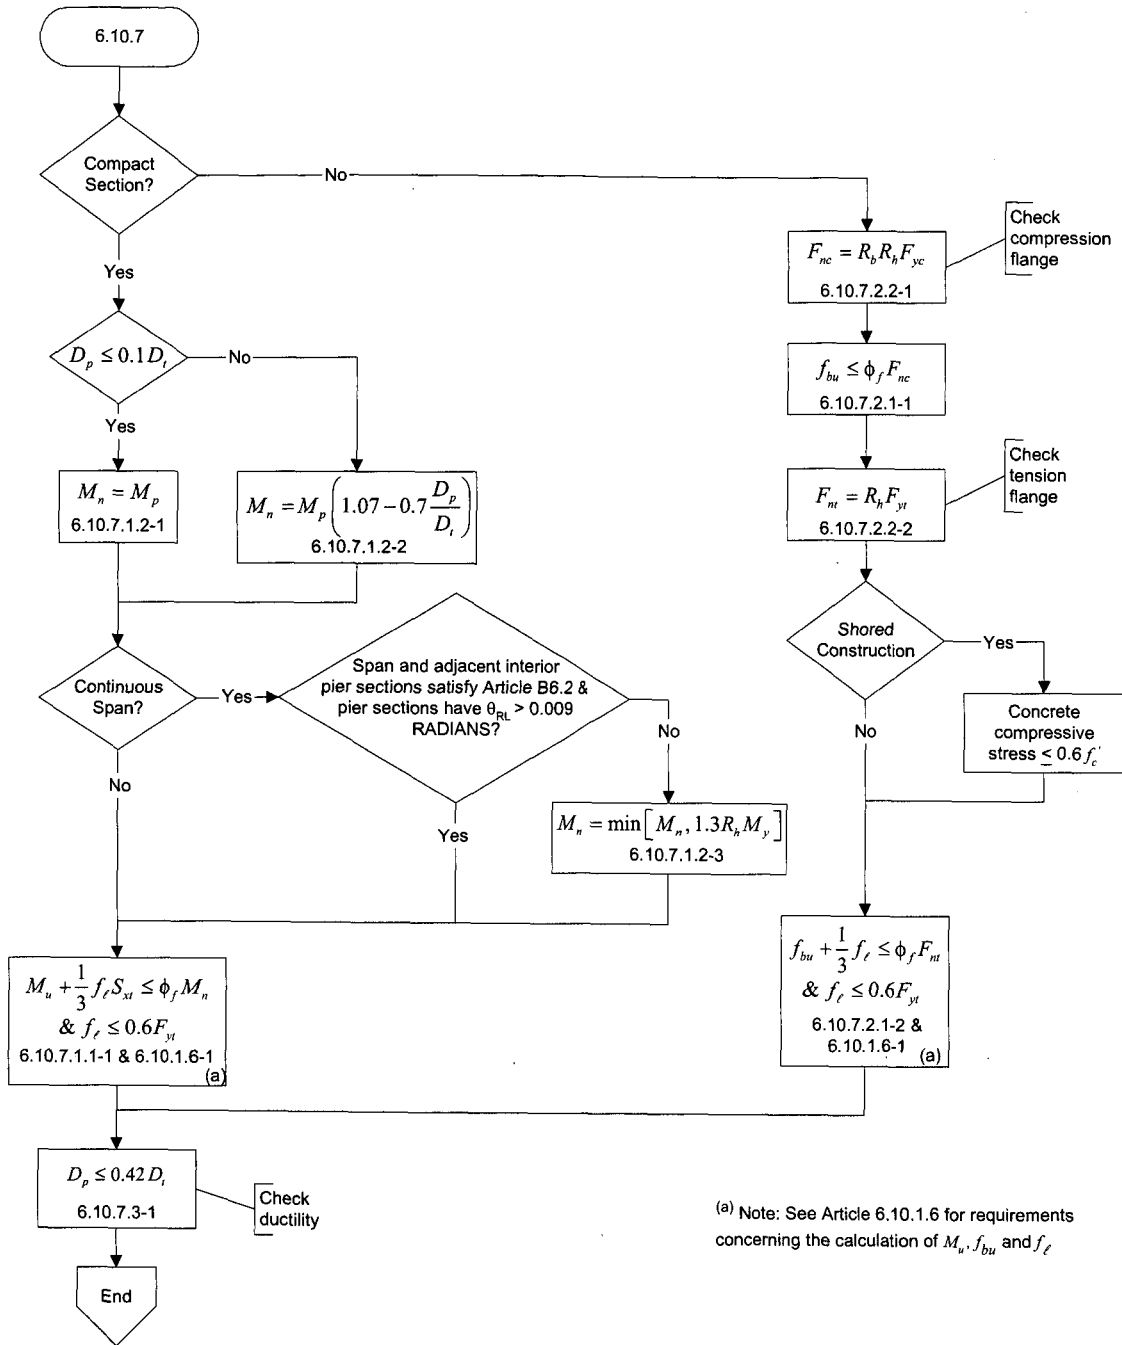 6.10.7
Compact
Section?
No
Yes
D_p ≤ 0.1 D_t
No
Yes
M_n = M_p
6.10.7.1.2-1
M_n = M_p (1.07 − 0.7 D_p / D_t)
6.10.7.1.2-2
Continuous
Span?
Yes
No
Span and adjacent interior
pier sections satisfy Article B6.2 &
pier sections have θ_RL > 0.009
RADIANS?
No
Yes
M_n = min[M_n, 1.3R_h M_y]
6.10.7.1.2-3
M_u + 1/3 f_ℓ S_xt ≤ ϕ_f M_n
& f_ℓ ≤ 0.6F_yt
6.10.7.1.1-1 & 6.10.1.6-1
(a)
F_nc = R_b R_h F_yc
6.10.7.2.2-1
Check
compression
flange
f_bu ≤ ϕ_f F_nc
6.10.7.2.1-1
F_nt = R_h F_yt
6.10.7.2.2-2
Check
tension
flange
Shored
Construction
Yes
No
Concrete
compressive
stress ≤ 0.6 f_c'
f_bu + 1/3 f_ℓ ≤ ϕ_f F_nt
& f_ℓ ≤ 0.6F_yt
6.10.7.2.1-2 &
6.10.1.6-1
(a)
D_p ≤ 0.42 D_t
6.10.7.3-1
Check
ductility
End
(a) Note: See Article 6.10.1.6 for requirements
concerning the calculation of M_u, f_bu and f_ℓ